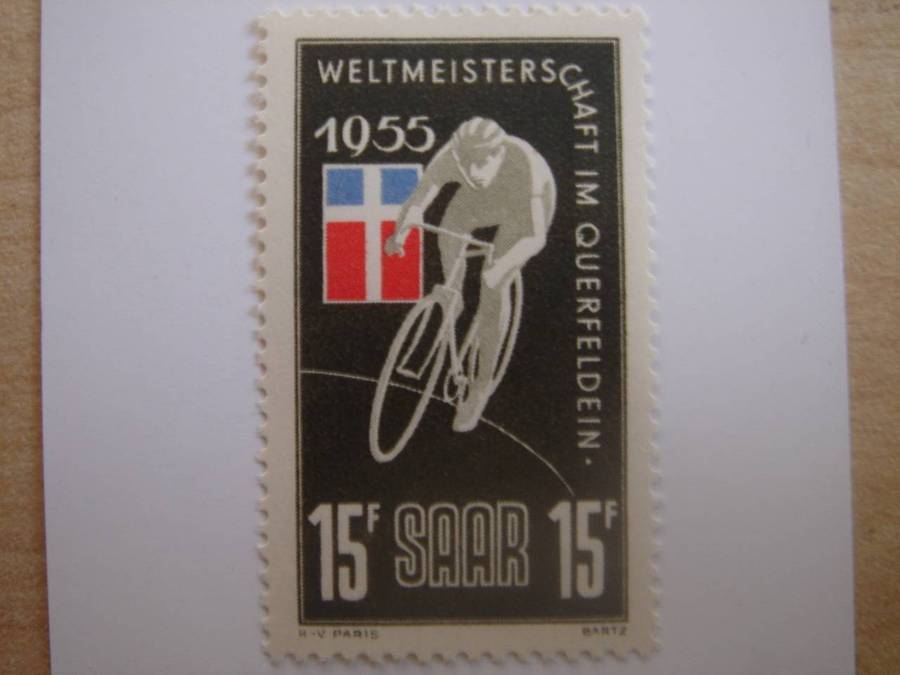 WELTMEISTERSCHAFT IM QUERFELDEIN.
1955
15F SAAR 15F
H-V PARIS BARTZ